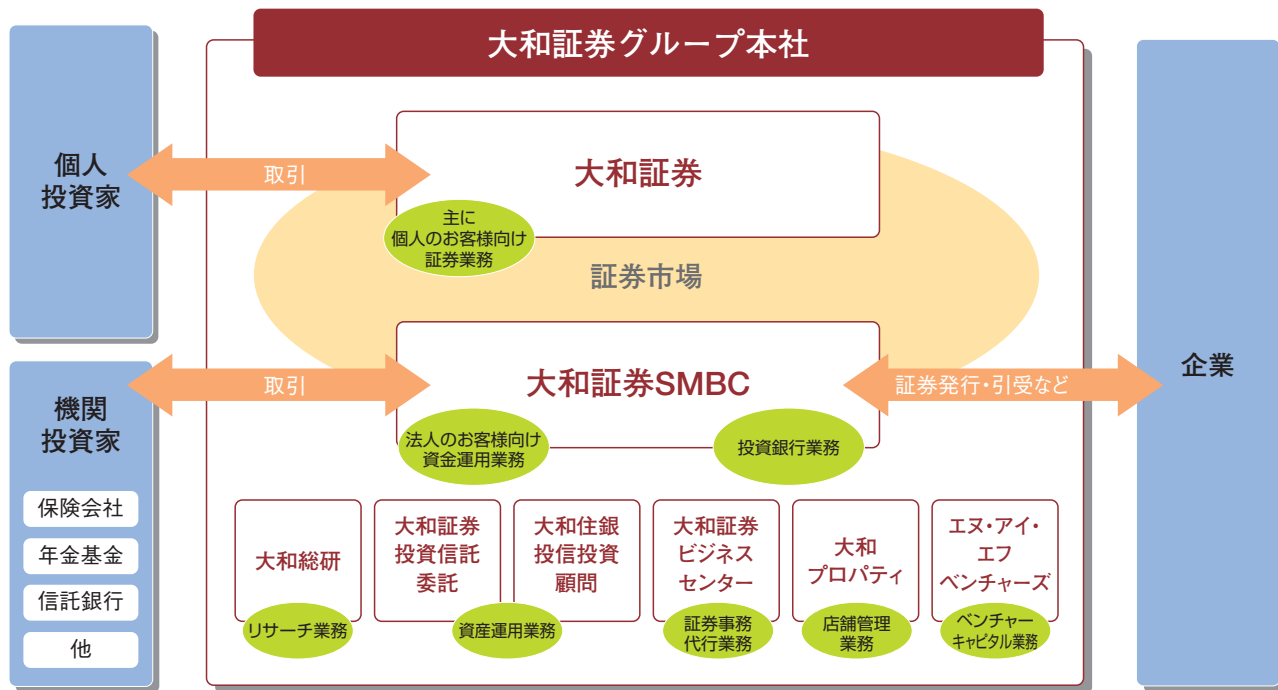 大和証券グループ本社
個人
投資家
取引
大和証券
主に
個人のお客様向け
証券業務
証券市場
機関
投資家
保険会社
年金基金
信託銀行
他
取引
大和証券SMBC
証券発行・引受など
企業
法人のお客様向け
資金運用業務
投資銀行業務
大和総研
リサーチ業務
大和証券
投資信託
委託
大和住銀
投信投資
顧問
資産運用業務
大和証券
ビジネス
センター
証券事務
代行業務
大和
プロパティ
店舗管理
業務
エヌ・アイ・
エフ
ベンチャーズ
ベンチャー
キャピタル業務